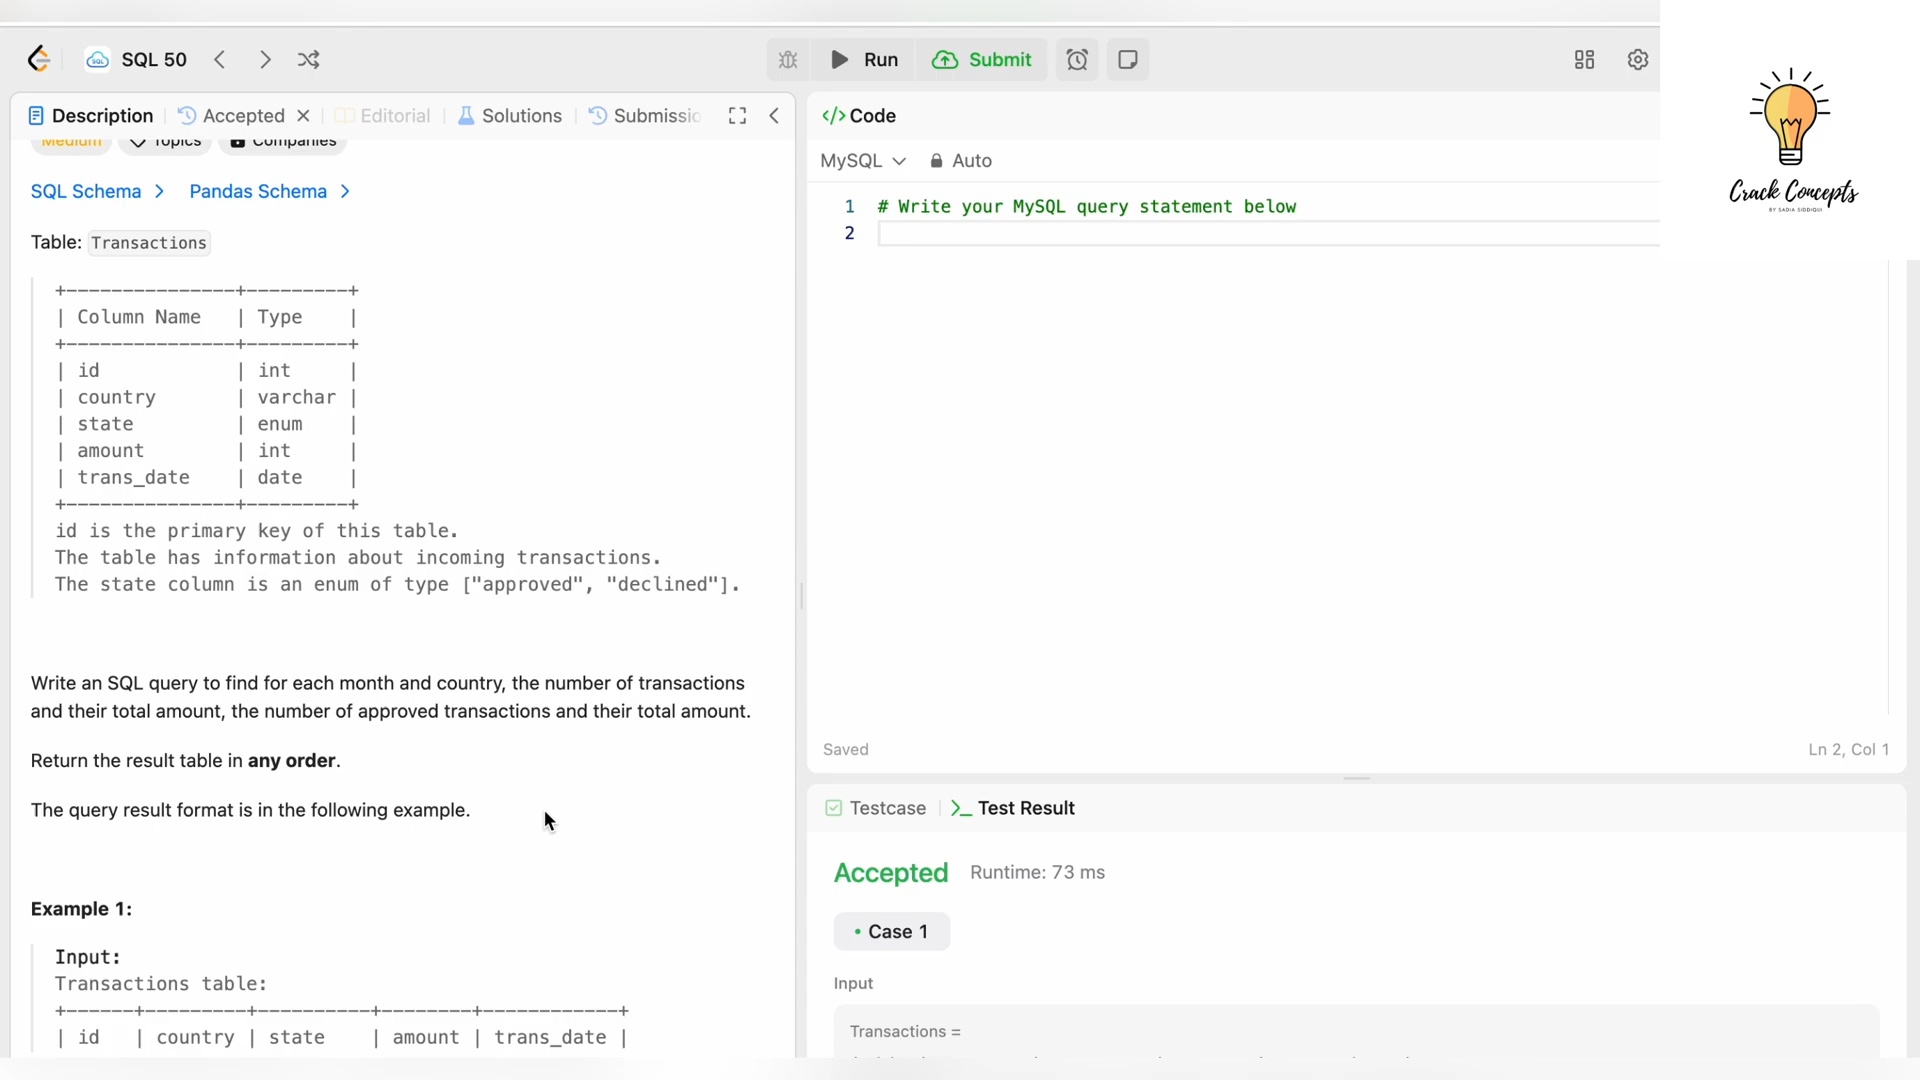 SQL 50
Run
Submit
Description
Accepted
Editorial
Solutions
Submissio
Medium
Topics
Companies
SQL Schema
Pandas Schema
Table: Transactions
+---------------+---------+
| Column Name   | Type    |
+---------------+---------+
| id            | int     |
| country       | varchar |
| state         | enum    |
| amount        | int     |
| trans_date    | date    |
+---------------+---------+
id is the primary key of this table.
The table has information about incoming transactions.
The state column is an enum of type ["approved", "declined"].
Write an SQL query to find for each month and country, the number of transactions
and their total amount, the number of approved transactions and their total amount.
Return the result table in any order.
The query result format is in the following example.
Example 1:
Input:
Transactions table:
+------+---------+----------+--------+------------+
| id   | country | state    | amount | trans_date |
</> Code
MySQL
Auto
1 # Write your MySQL query statement below
2
Saved
Ln 2, Col 1
Testcase
>_ Test Result
Accepted
Runtime: 73 ms
• Case 1
Input
Transactions =
Crack Concepts
BY SADIA SIDDIQUI